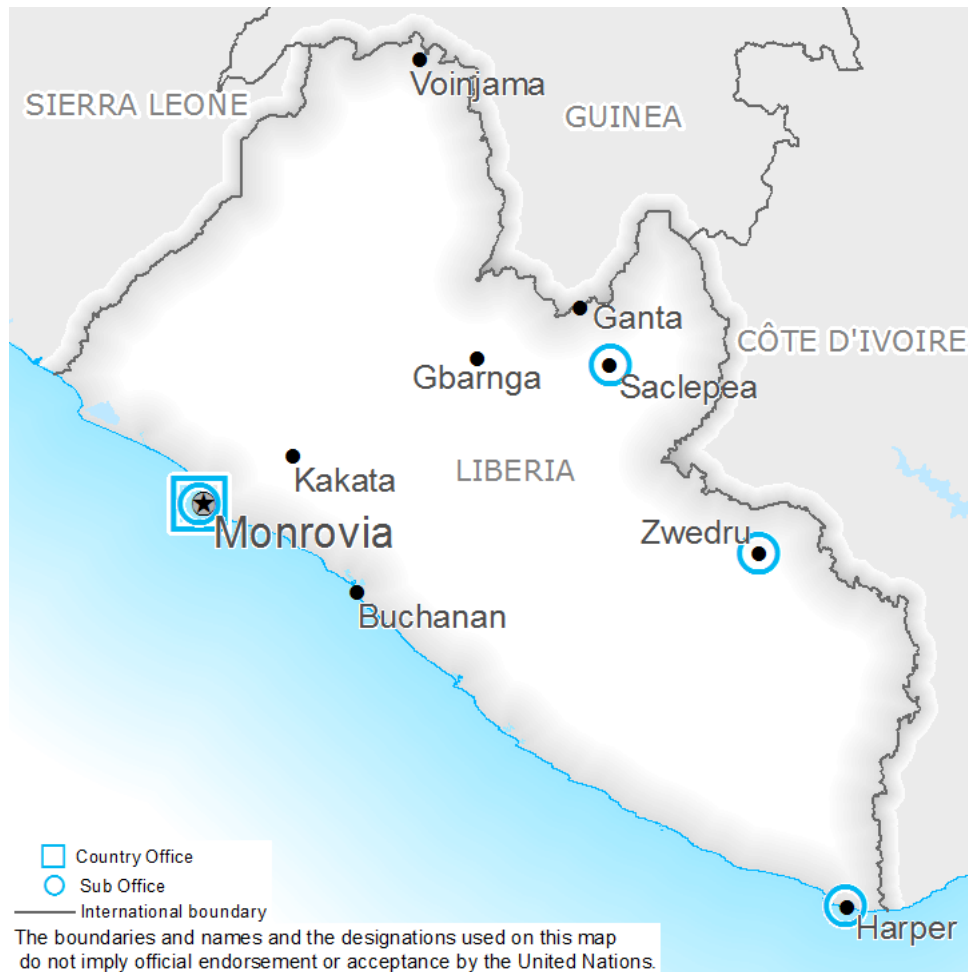 Voinjama
SIERRA LEONE
GUINEA
Ganta
CÔTE D'IVOIRE
Gbarnga
Saclepea
LIBERIA
Kakata
Monrovia
Zwedru
Buchanan
Country Office
Sub Office
International boundary
Harper
The boundaries and names and the designations used on this map
do not imply official endorsement or acceptance by the United Nations.